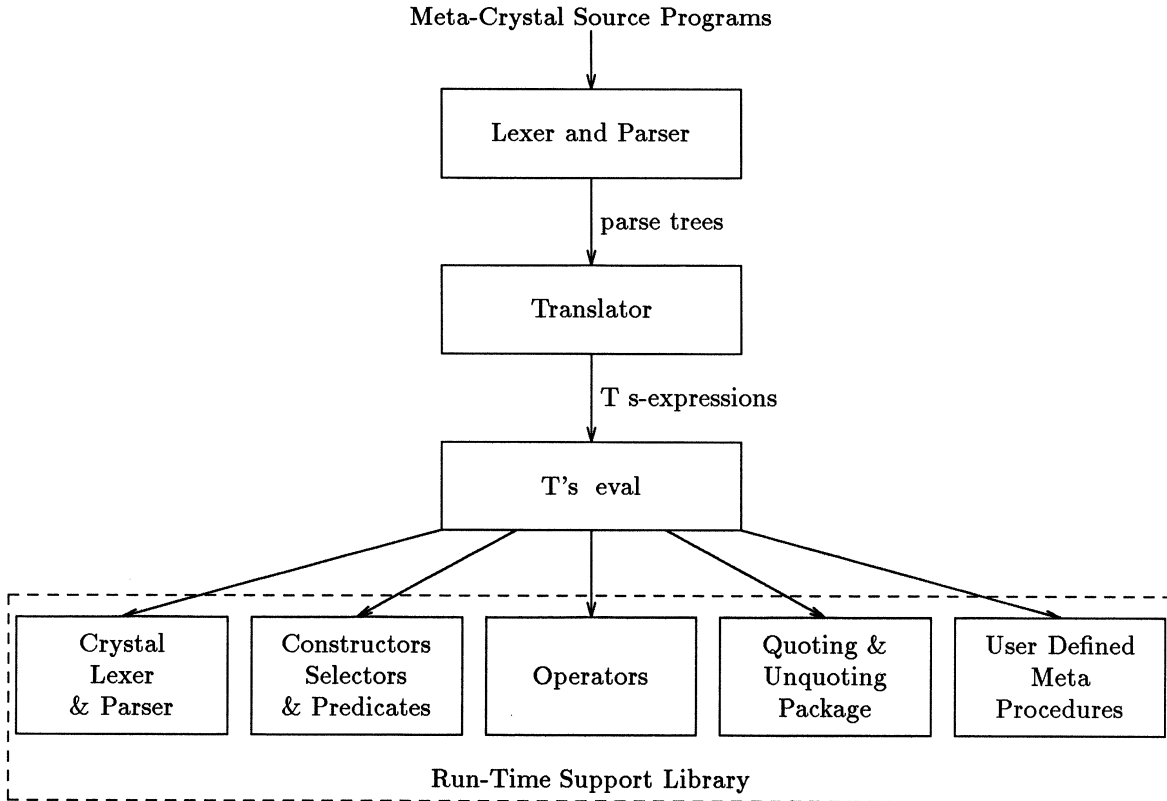 Meta-Crystal Source Programs
Lexer and Parser
parse trees
Translator
T s-expressions
T's eval
Crystal
Lexer
& Parser
Constructors
Selectors
& Predicates
Operators
Quoting &
Unquoting
Package
User Defined
Meta
Procedures
Run-Time Support Library